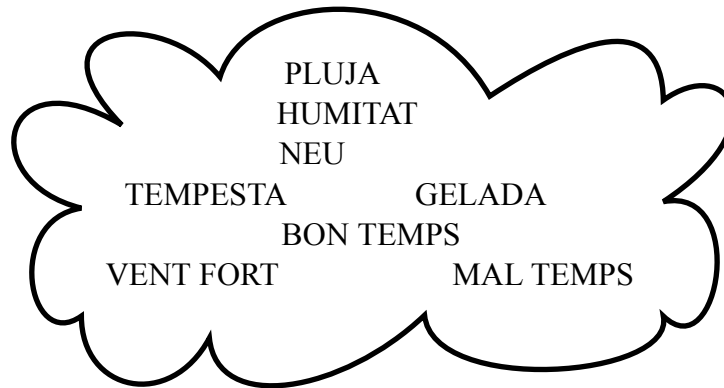 PLUJA
HUMITAT
NEU
TEMPESTA GELADA
BON TEMPS
VENT FORT MAL TEMPS